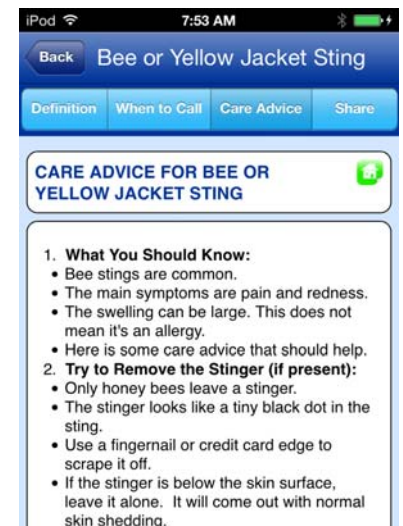 iPod 7:53 AM
Back Bee or Yellow Jacket Sting
Definition When to Call Care Advice Share
CARE ADVICE FOR BEE OR
YELLOW JACKET STING
1. What You Should Know:
• Bee stings are common.
• The main symptoms are pain and redness.
• The swelling can be large. This does not
mean it's an allergy.
• Here is some care advice that should help.
2. Try to Remove the Stinger (if present):
• Only honey bees leave a stinger.
• The stinger looks like a tiny black dot in the
sting.
• Use a fingernail or credit card edge to
scrape it off.
• If the stinger is below the skin surface,
leave it alone. It will come out with normal
skin shedding.